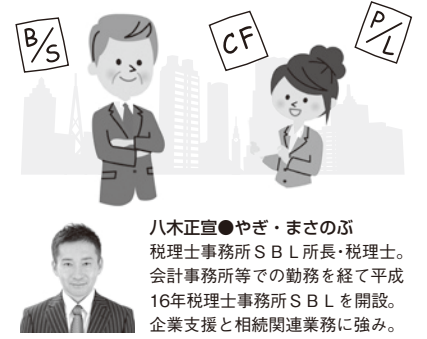 B/S
CF
P/L
八木正宣●やぎ・まさのぶ
税理士事務所ＳＢＬ所長・税理士。
会計事務所等での勤務を経て平成
16年税理士事務所ＳＢＬを開設。
企業支援と相続関連業務に強み。